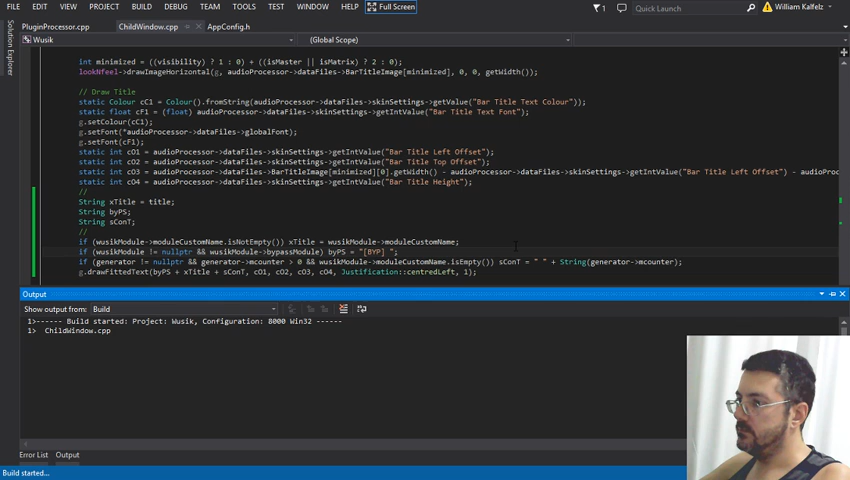 FILE EDIT VIEW PROJECT BUILD DEBUG TEAM TOOLS TEST WINDOW HELP Full Screen 1 Quick Launch William Kalfelz
PluginProcessor.cpp ChildWindow.cpp AppConfig.h
Solution Explorer
Wusik (Global Scope)
int minimized = ((visibility) ? 1 : 0) + ((isMaster || isMatrix) ? 2 : 0);
lookNfeel->drawImageHorizontal(g, audioProcessor->dataFiles->BarTitleImage[minimized], 0, 0, getWidth());
// Draw Title
static Colour cC1 = Colour().fromString(audioProcessor->dataFiles->skinSettings->getValue("Bar Title Text Colour"));
static float cF1 = (float) audioProcessor->dataFiles->skinSettings->getIntValue("Bar Title Text Font");
g.setColour(cC1);
g.setFont(*audioProcessor->dataFiles->globalFont);
g.setFont(cF1);
static int cO1 = audioProcessor->dataFiles->skinSettings->getIntValue("Bar Title Left Offset");
static int cO2 = audioProcessor->dataFiles->skinSettings->getIntValue("Bar Title Top Offset");
static int cO3 = audioProcessor->dataFiles->BarTitleImage[minimized][0].getWidth() - audioProcessor->dataFiles->skinSettings->getIntValue("Bar Title Left Offset") - audioProcesso
static int cO4 = audioProcessor->dataFiles->skinSettings->getIntValue("Bar Title Height");
//
String xTitle = title;
String byPS;
String sConT;
//
if (wusikModule->moduleCustomName.isNotEmpty()) xTitle = wusikModule->moduleCustomName;
if (wusikModule != nullptr && wusikModule->bypassModule) byPS = "[BYP] ";
if (generator != nullptr && generator->mcounter > 0 && wusikModule->moduleCustomName.isEmpty()) sConT = " " + String(generator->mcounter);
g.drawFittedText(byPS + xTitle + sConT, cO1, cO2, cO3, cO4, Justification::centredLeft, 1);
Output
Show output from: Build
1>------ Build started: Project: Wusik, Configuration: 8000 Win32 ------
1> ChildWindow.cpp
Error List Output
Build started...